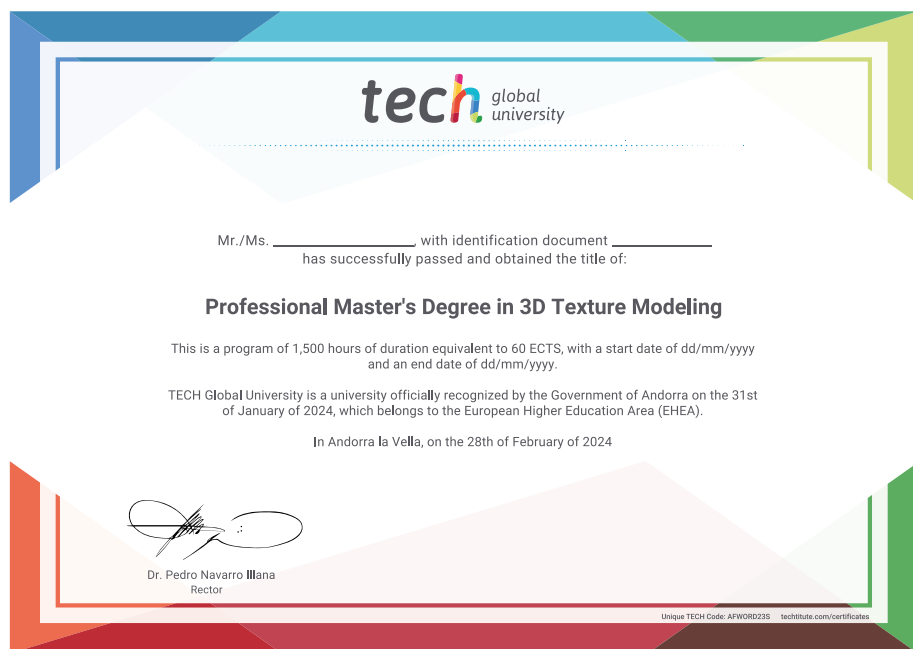 tech global university
Mr./Ms. ________________, with identification document ____________
has successfully passed and obtained the title of:
Professional Master's Degree in 3D Texture Modeling
This is a program of 1,500 hours of duration equivalent to 60 ECTS, with a start date of dd/mm/yyyy
and an end date of dd/mm/yyyy.
TECH Global University is a university officially recognized by the Government of Andorra on the 31st
of January of 2024, which belongs to the European Higher Education Area (EHEA).
In Andorra la Vella, on the 28th of February of 2024
Dr. Pedro Navarro Illana
Rector
Unique TECH Code: AFWORD23S techtitute.com/certificates